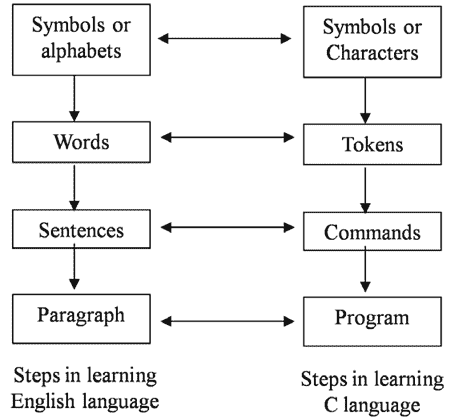 Symbols or
alphabets
Symbols or
Characters
Words
Tokens
Sentences
Commands
Paragraph
Program
Steps in learning
English language
Steps in learning
C language